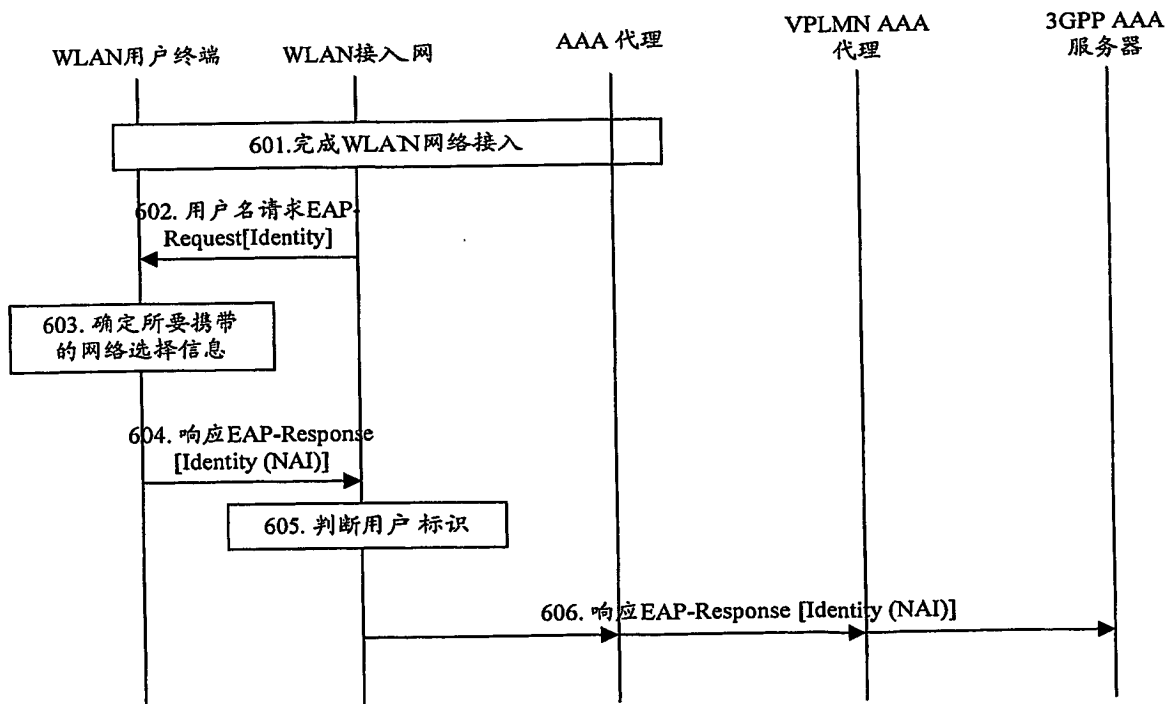 WLAN用户终端
WLAN接入网
AAA 代理
VPLMN AAA
代理
3GPP AAA
服务器
601.完成WLAN网络接入
602. 用户名请求EAP-
Request[Identity]
603. 确定所要携带
的网络选择信息
604. 响应EAP-Response
[Identity (NAI)]
605. 判断用户 标识
606. 响应EAP-Response [Identity (NAI)]